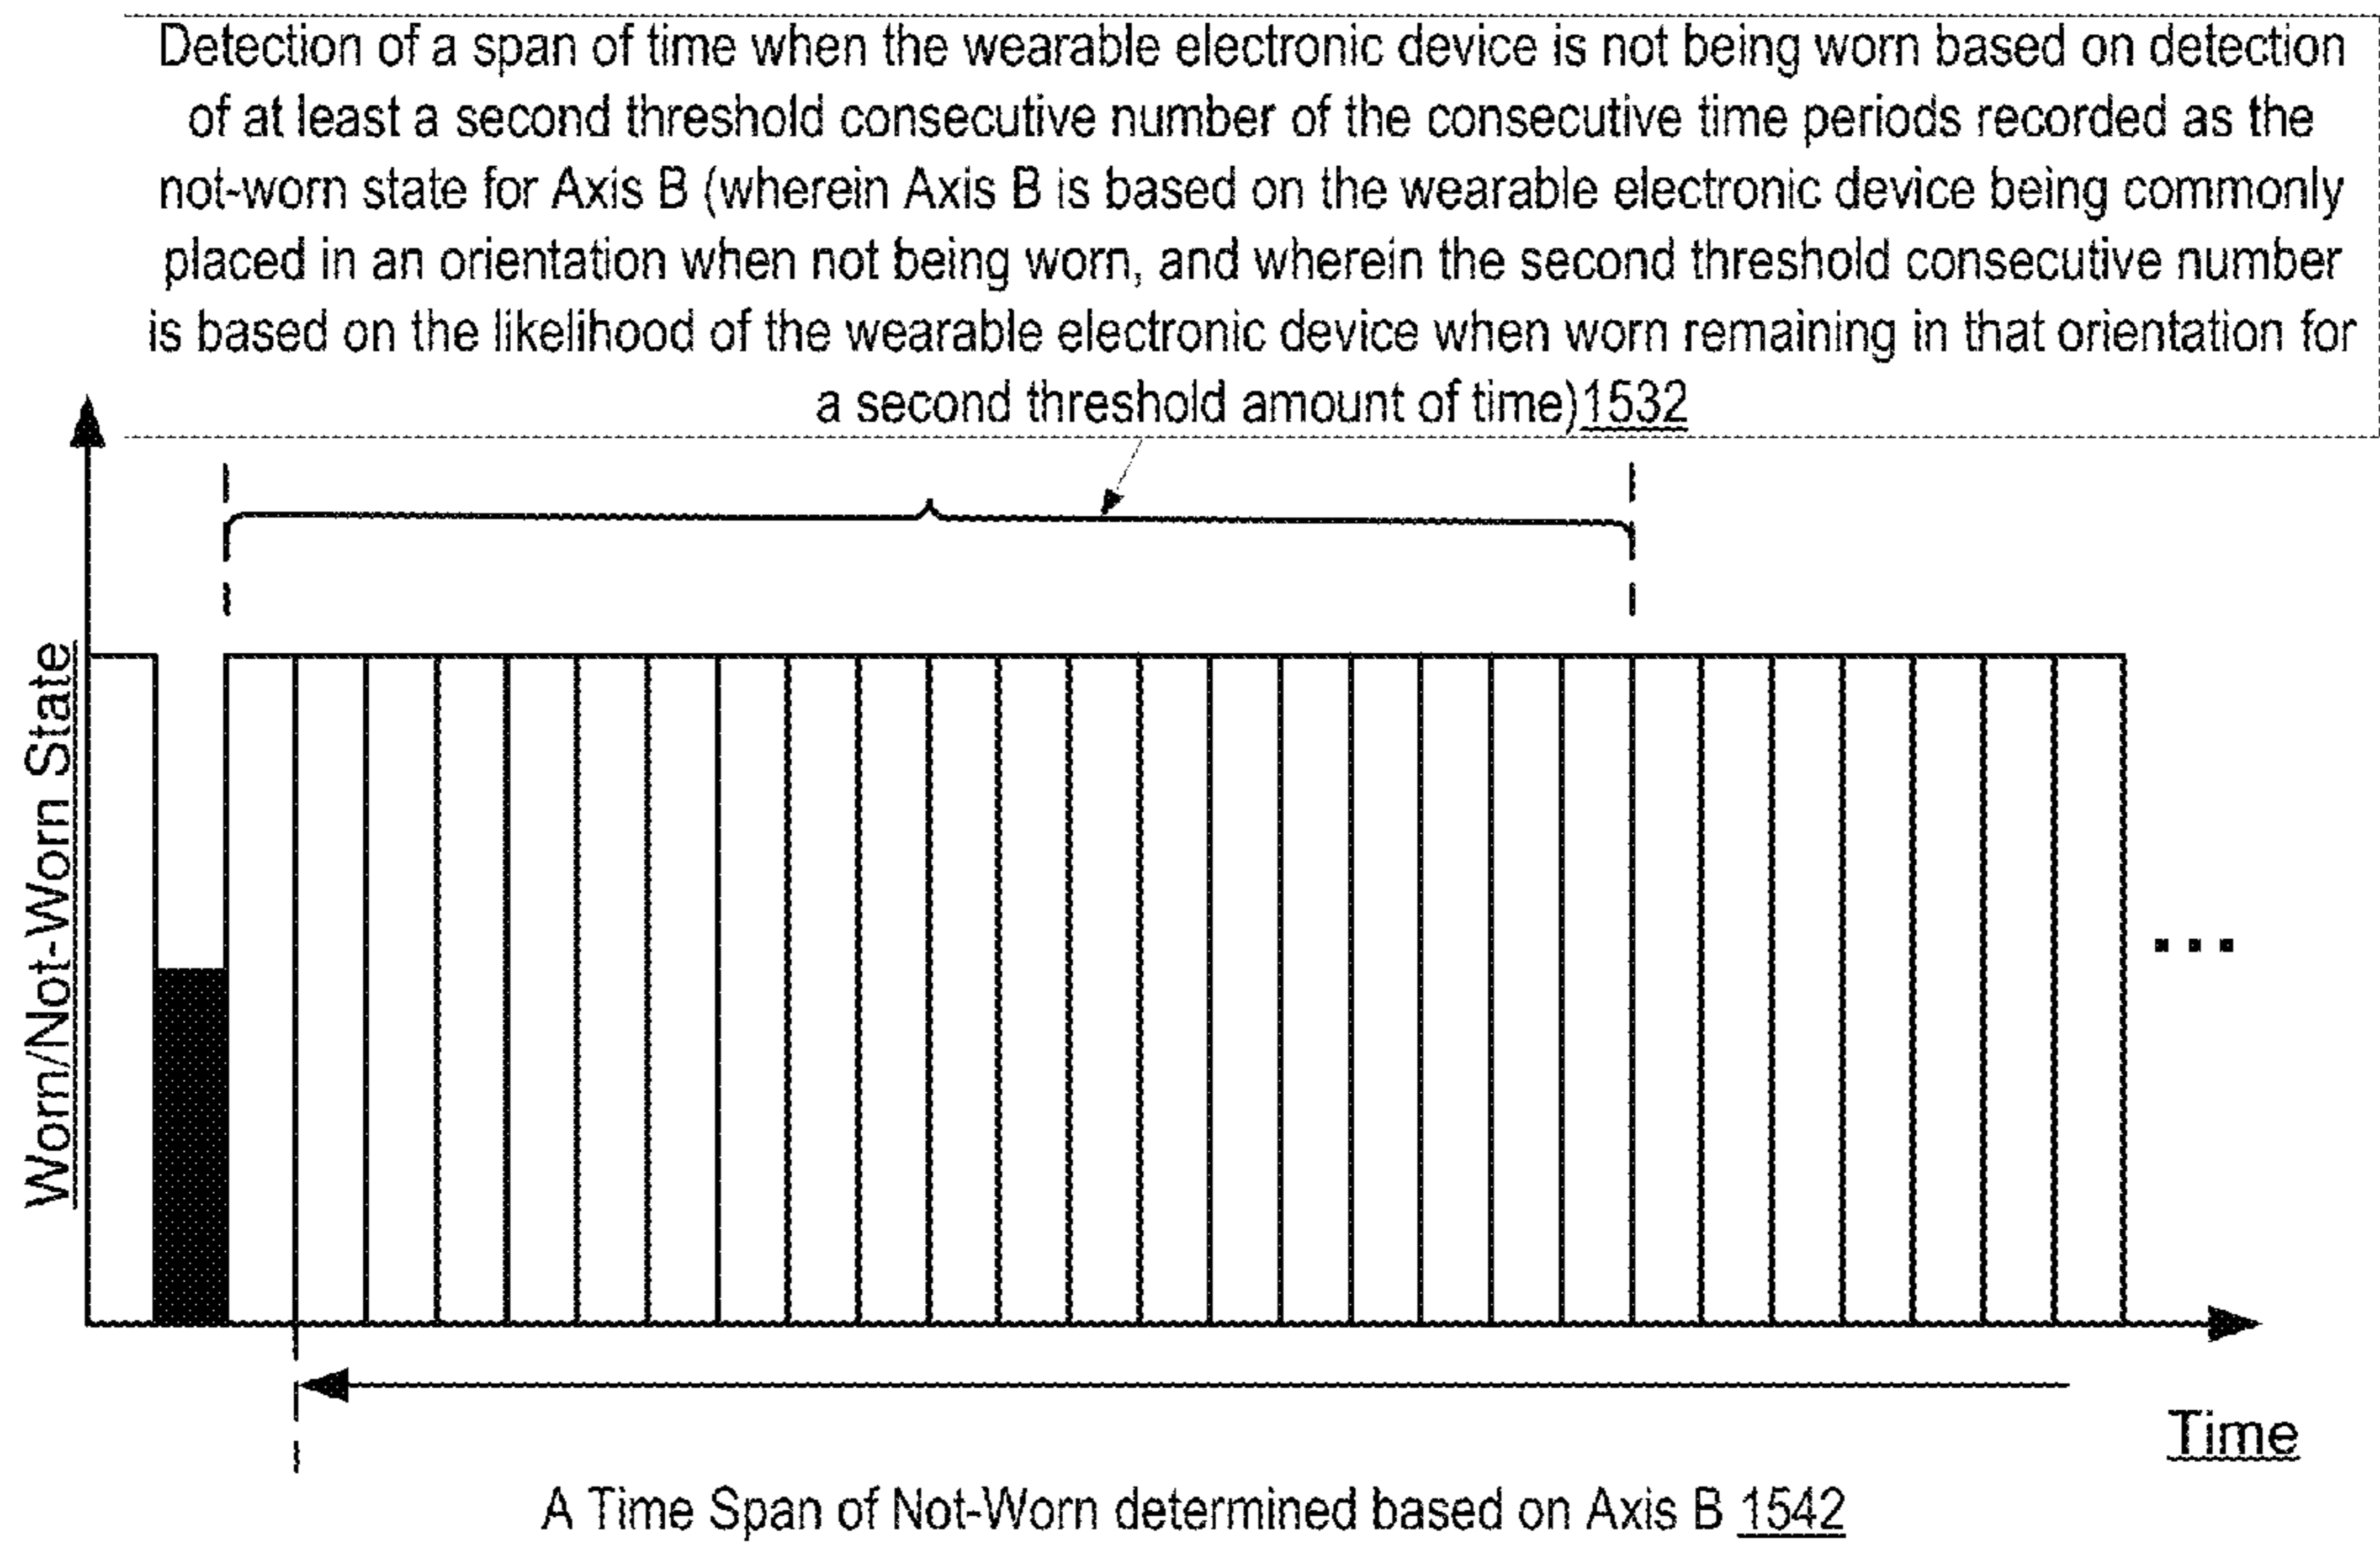 Detection of a span of time when the wearable electronic device is not being worn based on detection
of at least a second threshold consecutive number of the consecutive time periods recorded as the
not-worn state for Axis B (wherein Axis B is based on the wearable electronic device being commonly
placed in an orientation when not being worn, and wherein the second threshold consecutive number
is based on the likelihood of the wearable electronic device when worn remaining in that orientation for
a second threshold amount of time)1532
Worn/Not-Worn State
...
Time
A Time Span of Not-Worn determined based on Axis B 1542